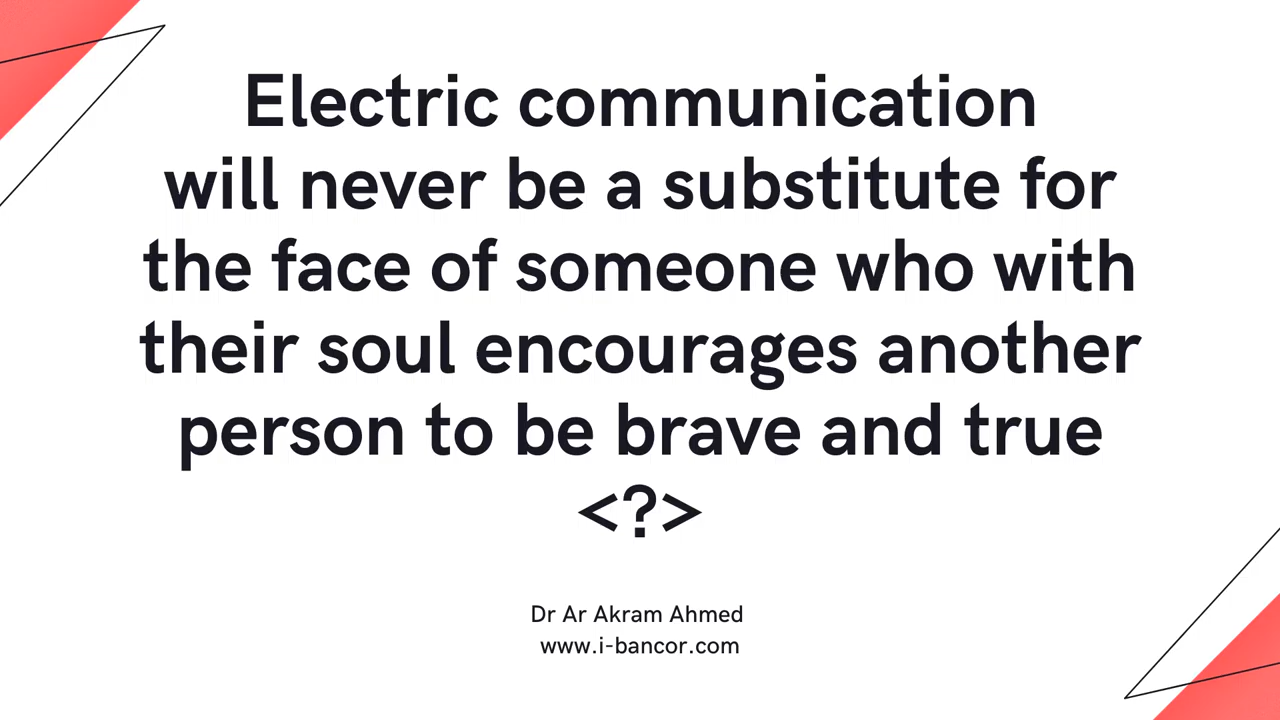 Electric communication
will never be a substitute for
the face of someone who with
their soul encourages another
person to be brave and true
<?>
Dr Ar Akram Ahmed
www.i-bancor.com